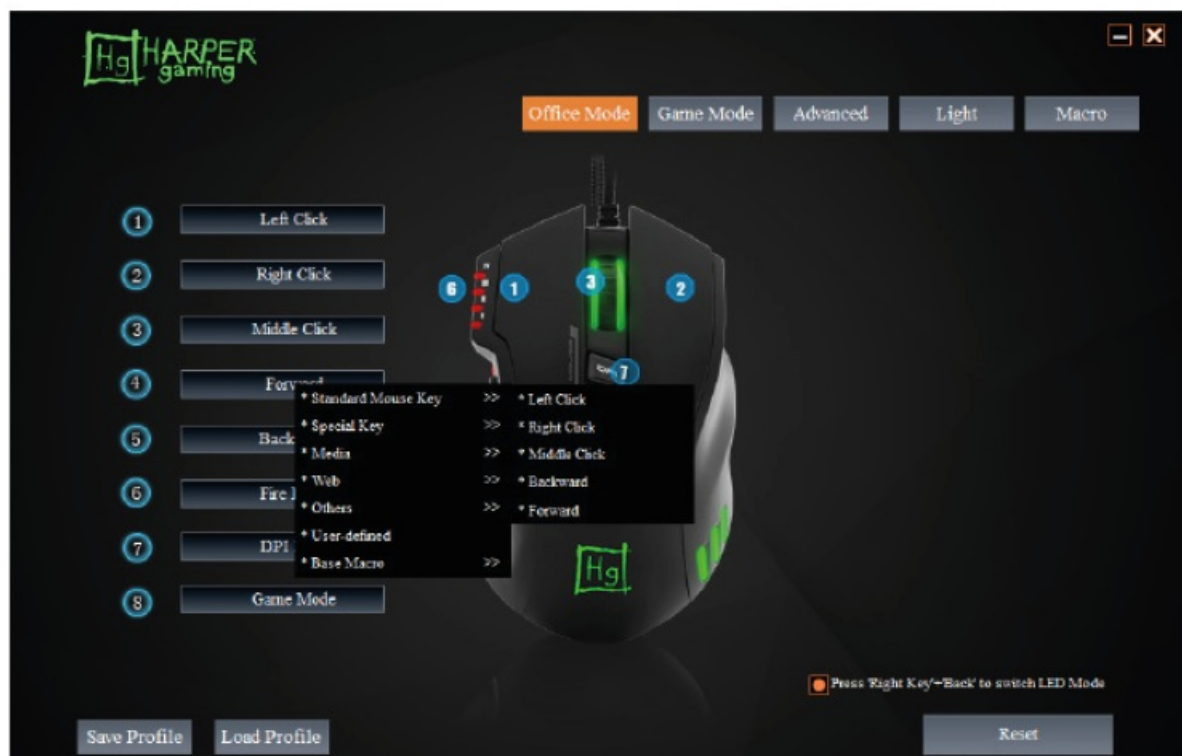 Hg HARPER
gaming
Office Mode Game Mode Advanced Light Macro
1 Left Click
2 Right Click
3 Middle Click
4
5 Back
6 Fire
7 DPI
8 Game Mode
6 1 3 2
7
* Standard Mouse Key >>
* Special Key >>
* Media >>
* Web >>
* Others >>
* User-defined
* Base Macro >>
* Left Click
* Right Click
* Middle Click
* Backward
* Forward
Hg
Press 'Right Key'+'Back' to switch LED Mode
Save Profile Load Profile Reset